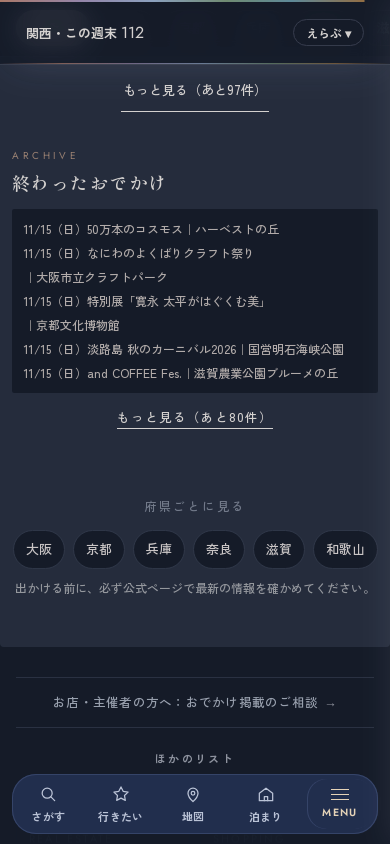 関西・この週末 112
えらぶ ▾
もっと見る（あと97件）
ARCHIVE
終わったおでかけ
11/15（日）50万本のコスモス｜ハーベストの丘
11/15（日）なにわのよくばりクラフト祭り
｜大阪市立クラフトパーク
11/15（日）特別展「寛永 太平がはぐくむ美」
｜京都文化博物館
11/15（日）淡路島 秋のカーニバル2026｜国営明石海峡公園
11/15（日）and COFFEE Fes.｜滋賀農業公園ブルーメの丘
もっと見る（あと80件）
府県ごとに見る
大阪 京都 兵庫 奈良 滋賀 和歌山
出かける前に、必ず公式ページで最新の情報を確かめてください。
お店・主催者の方へ：おでかけ掲載のご相談 →
ほかのリスト
さがす 行きたい 地図 泊まり MENU